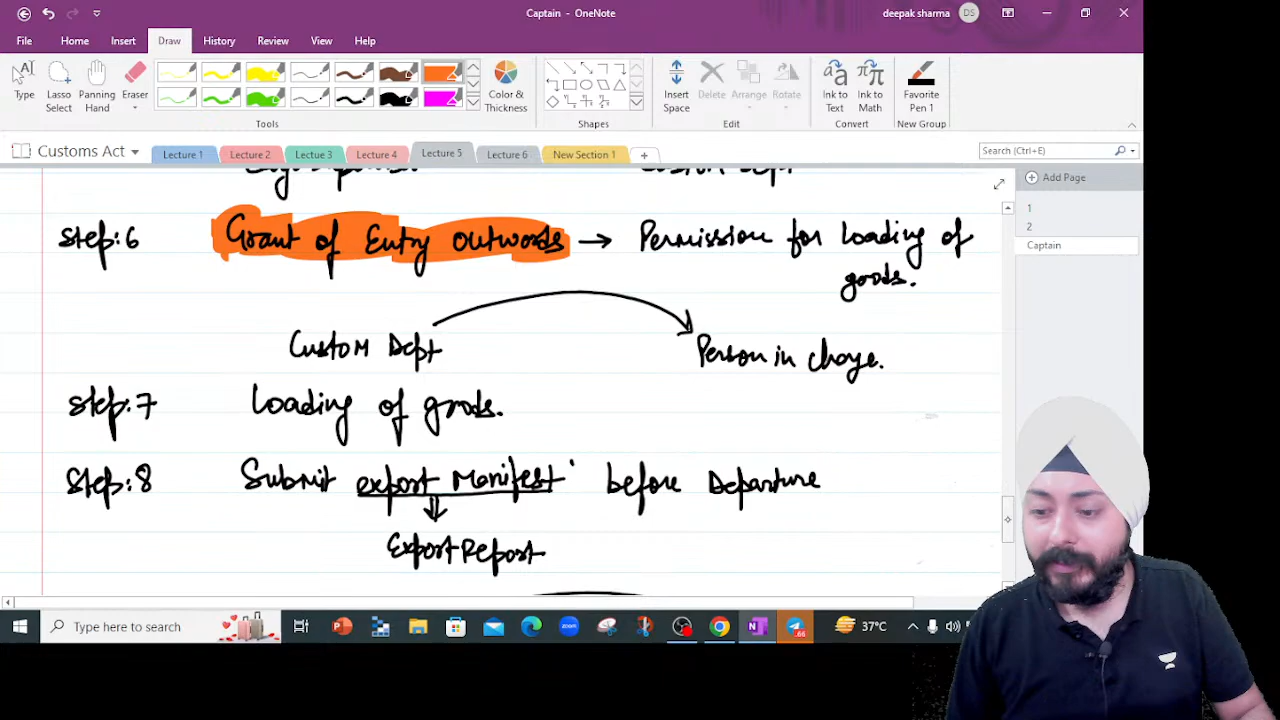 Captain - OneNote
deepak sharma DS
File Home Insert Draw History Review View Help
Type
Lasso Select
Panning Hand
Eraser
Color & Thickness
Insert Space
Delete
Arrange
Rotate
Ink to Text
Ink to Math
Favorite Pen 1
Tools
Shapes
Edit
Convert
New Group
Customs Act
Lecture 1
Lecture 2
Lectue 3
Lecture 4
Lecture 5
Lecture 6
New Section 1
Search (Ctrl+E)
Add Page
1
2
Captain
Step:6 Grant of Entry Outwords → Permission for loading of
goods.
Custom Dept
Person in charge.
Step:7 Loading of goods.
Step:8 Submit export Manifest before Departure
Export Report
Type here to search
66
37°C